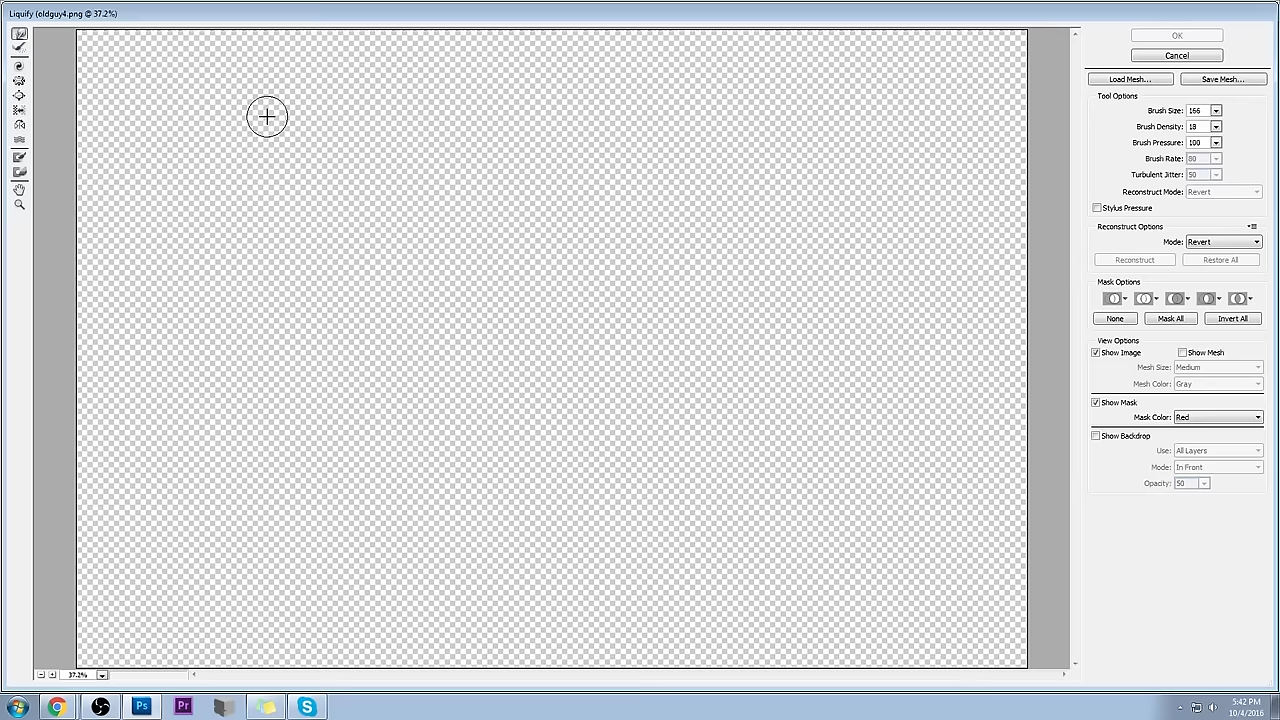 Liquify (oldguy4.png @ 37.2%)
OK
Cancel
Load Mesh... Save Mesh...
Tool Options
Brush Size: 166
Brush Density: 18
Brush Pressure: 100
Brush Rate: 80
Turbulent Jitter: 50
Reconstruct Mode: Revert
Stylus Pressure
Reconstruct Options
Mode: Revert
Reconstruct Restore All
Mask Options
None Mask All Invert All
View Options
Show Image Show Mesh
Mesh Size: Medium
Mesh Color: Gray
Show Mask
Mask Color: Red
Show Backdrop
Use: All Layers
Mode: In Front
Opacity: 50
37.2%
Ps Pr S
5:42 PM
10/4/2016